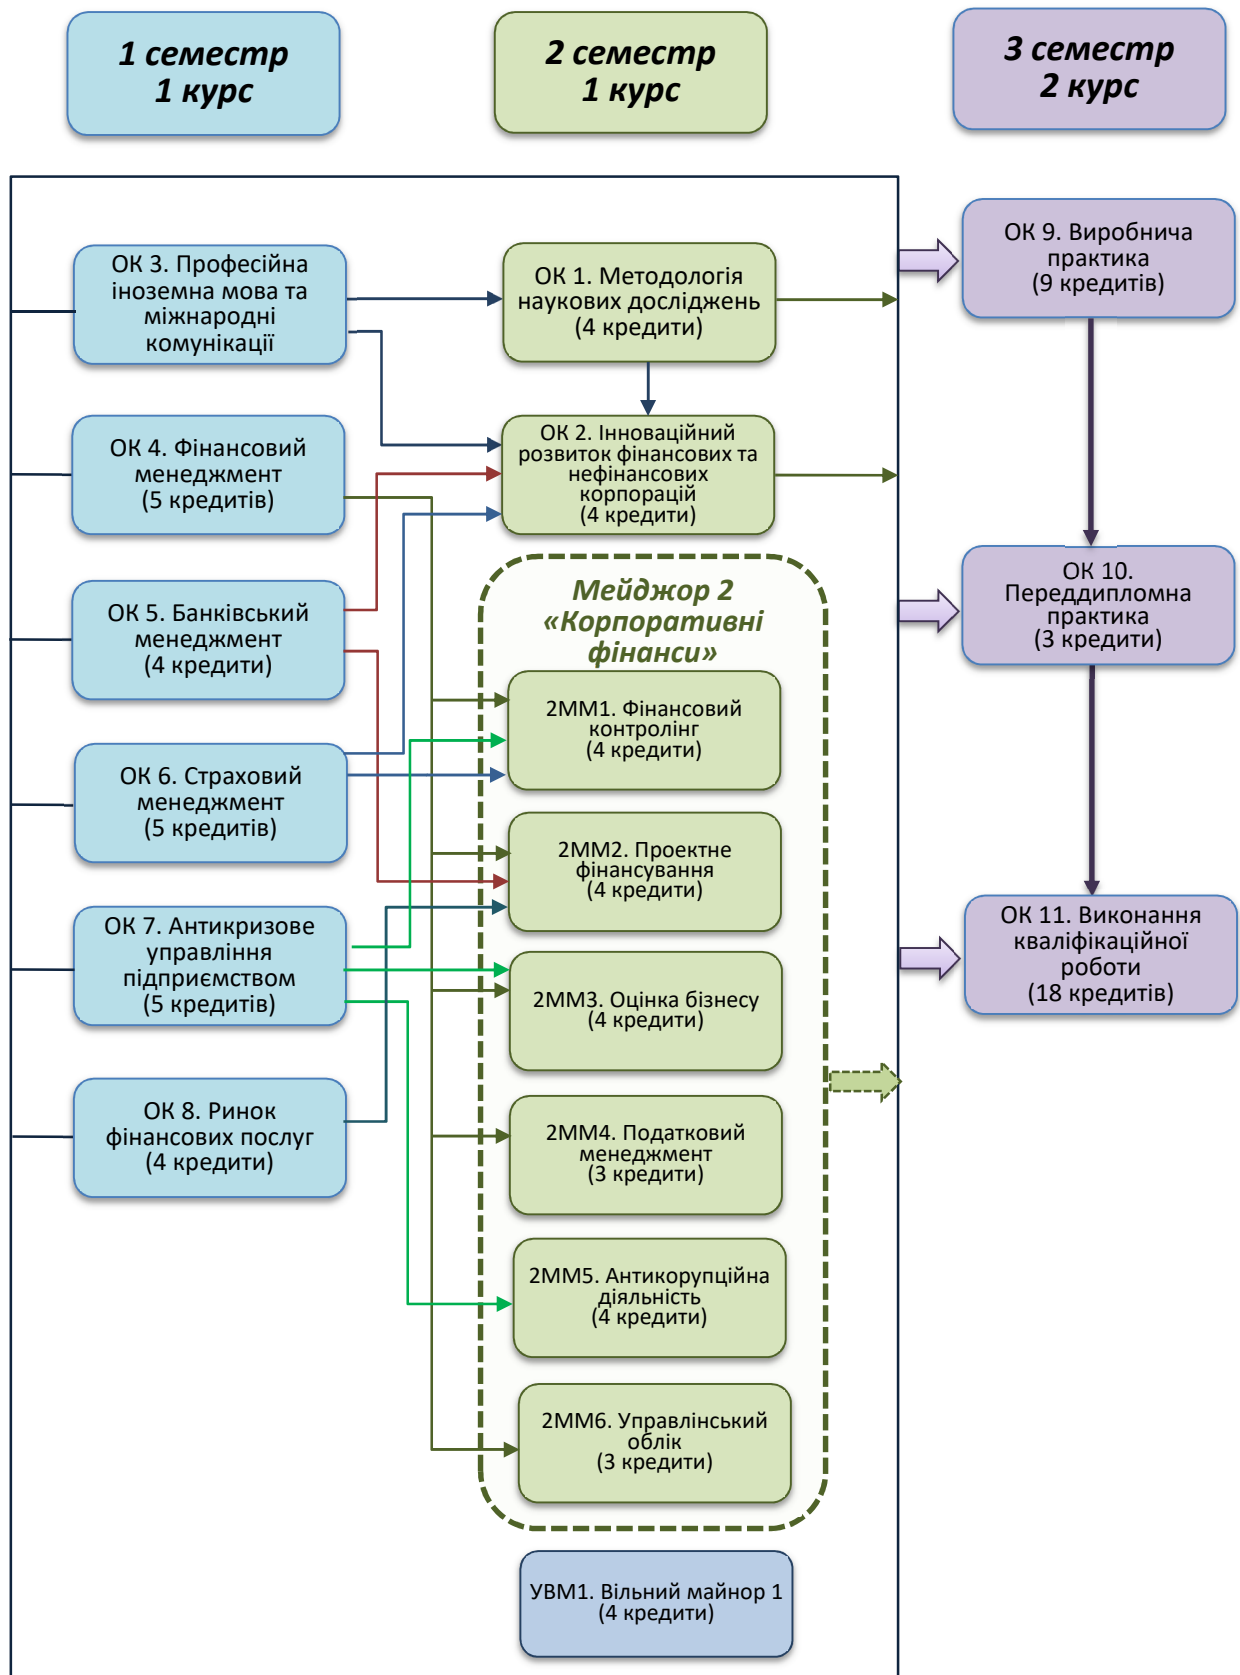 1 семестр
1 курс
2 семестр
1 курс
3 семестр
2 курс
ОК 3. Професійна
іноземна мова та
міжнародні
комунікації
ОК 4. Фінансовий
менеджмент
(5 кредитів)
ОК 5. Банківський
менеджмент
(4 кредити)
ОК 6. Страховий
менеджмент
(5 кредитів)
ОК 7. Антикризове
управління
підприємством
(5 кредитів)
ОК 8. Ринок
фінансових послуг
(4 кредити)
ОК 1. Методологія
наукових досліджень
(4 кредити)
ОК 2. Інноваційний
розвиток фінансових та
нефінансових
корпорацій
(4 кредити)
Мейджор 2
«Корпоративні
фінанси»
2ММ1. Фінансовий
контролінг
(4 кредити)
2ММ2. Проектне
фінансування
(4 кредити)
2ММ3. Оцінка бізнесу
(4 кредити)
2ММ4. Податковий
менеджмент
(3 кредити)
2ММ5. Антикорупційна
діяльність
(4 кредити)
2ММ6. Управлінський
облік
(3 кредити)
УВМ1. Вільний майнор 1
(4 кредити)
ОК 9. Виробнича
практика
(9 кредитів)
ОК 10.
Переддипломна
практика
(3 кредити)
ОК 11. Виконання
кваліфікаційної
роботи
(18 кредитів)